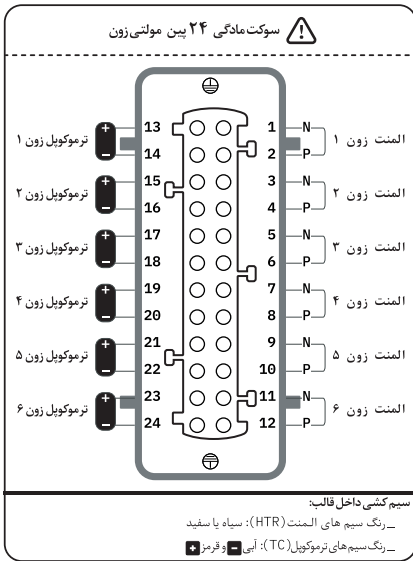 سوکت مادگی ۲۴ پین مولتی زون
ترموکوپل زون ۱ + 13 1 N المنت زون ۱
− 14 2 P
ترموکوپل زون ۲ + 15 3 N المنت زون ۲
− 16 4 P
ترموکوپل زون ۳ + 17 5 N المنت زون ۳
− 18 6 P
ترموکوپل زون ۴ + 19 7 N المنت زون ۴
− 20 8 P
ترموکوپل زون ۵ + 21 9 N المنت زون ۵
− 22 10 P
ترموکوپل زون ۶ + 23 11 N المنت زون ۶
− 24 12 P
سیم کشی داخل قالب:
_رنگ سیم های المنت (HTR): سیاه یا سفید
_رنگ سیم های ترموکوپل (TC): آبی − و قرمز +